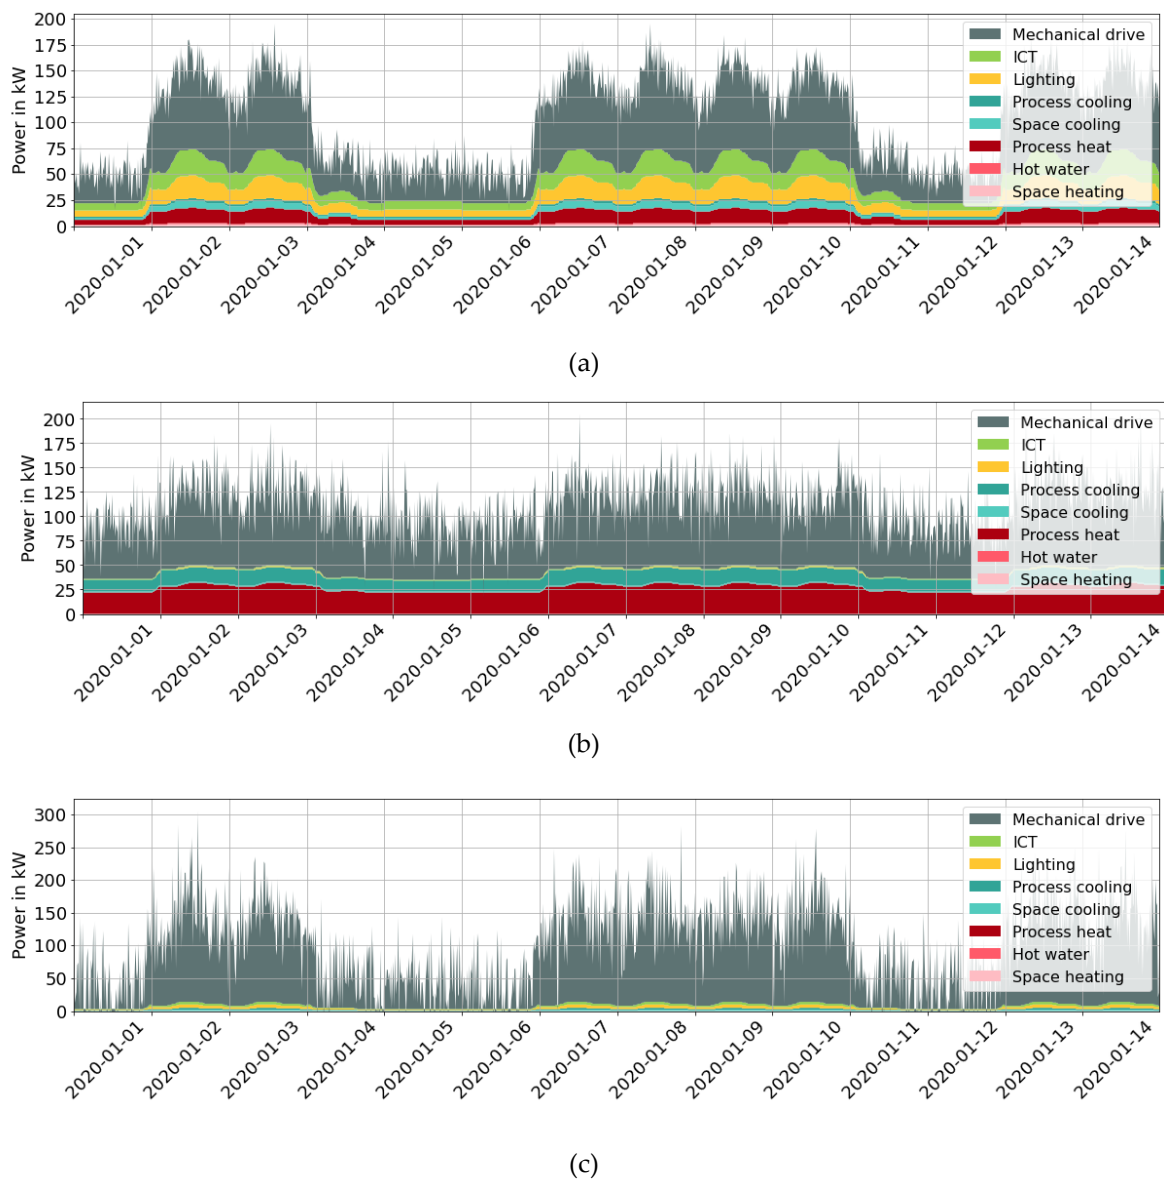 200
175
150
125
100
75
50
25
0
Power in kW
Mechanical drive
ICT
Lighting
Process cooling
Space cooling
Process heat
Hot water
Space heating
2020-01-01
2020-01-02
2020-01-03
2020-01-04
2020-01-05
2020-01-06
2020-01-07
2020-01-08
2020-01-09
2020-01-10
2020-01-11
2020-01-12
2020-01-13
2020-01-14
(a)
200
175
150
125
100
75
50
25
0
Power in kW
Mechanical drive
ICT
Lighting
Process cooling
Space cooling
Process heat
Hot water
Space heating
2020-01-01
2020-01-02
2020-01-03
2020-01-04
2020-01-05
2020-01-06
2020-01-07
2020-01-08
2020-01-09
2020-01-10
2020-01-11
2020-01-12
2020-01-13
2020-01-14
(b)
300
250
200
150
100
50
0
Power in kW
Mechanical drive
ICT
Lighting
Process cooling
Space cooling
Process heat
Hot water
Space heating
2020-01-01
2020-01-02
2020-01-03
2020-01-04
2020-01-05
2020-01-06
2020-01-07
2020-01-08
2020-01-09
2020-01-10
2020-01-11
2020-01-12
2020-01-13
2020-01-14
(c)